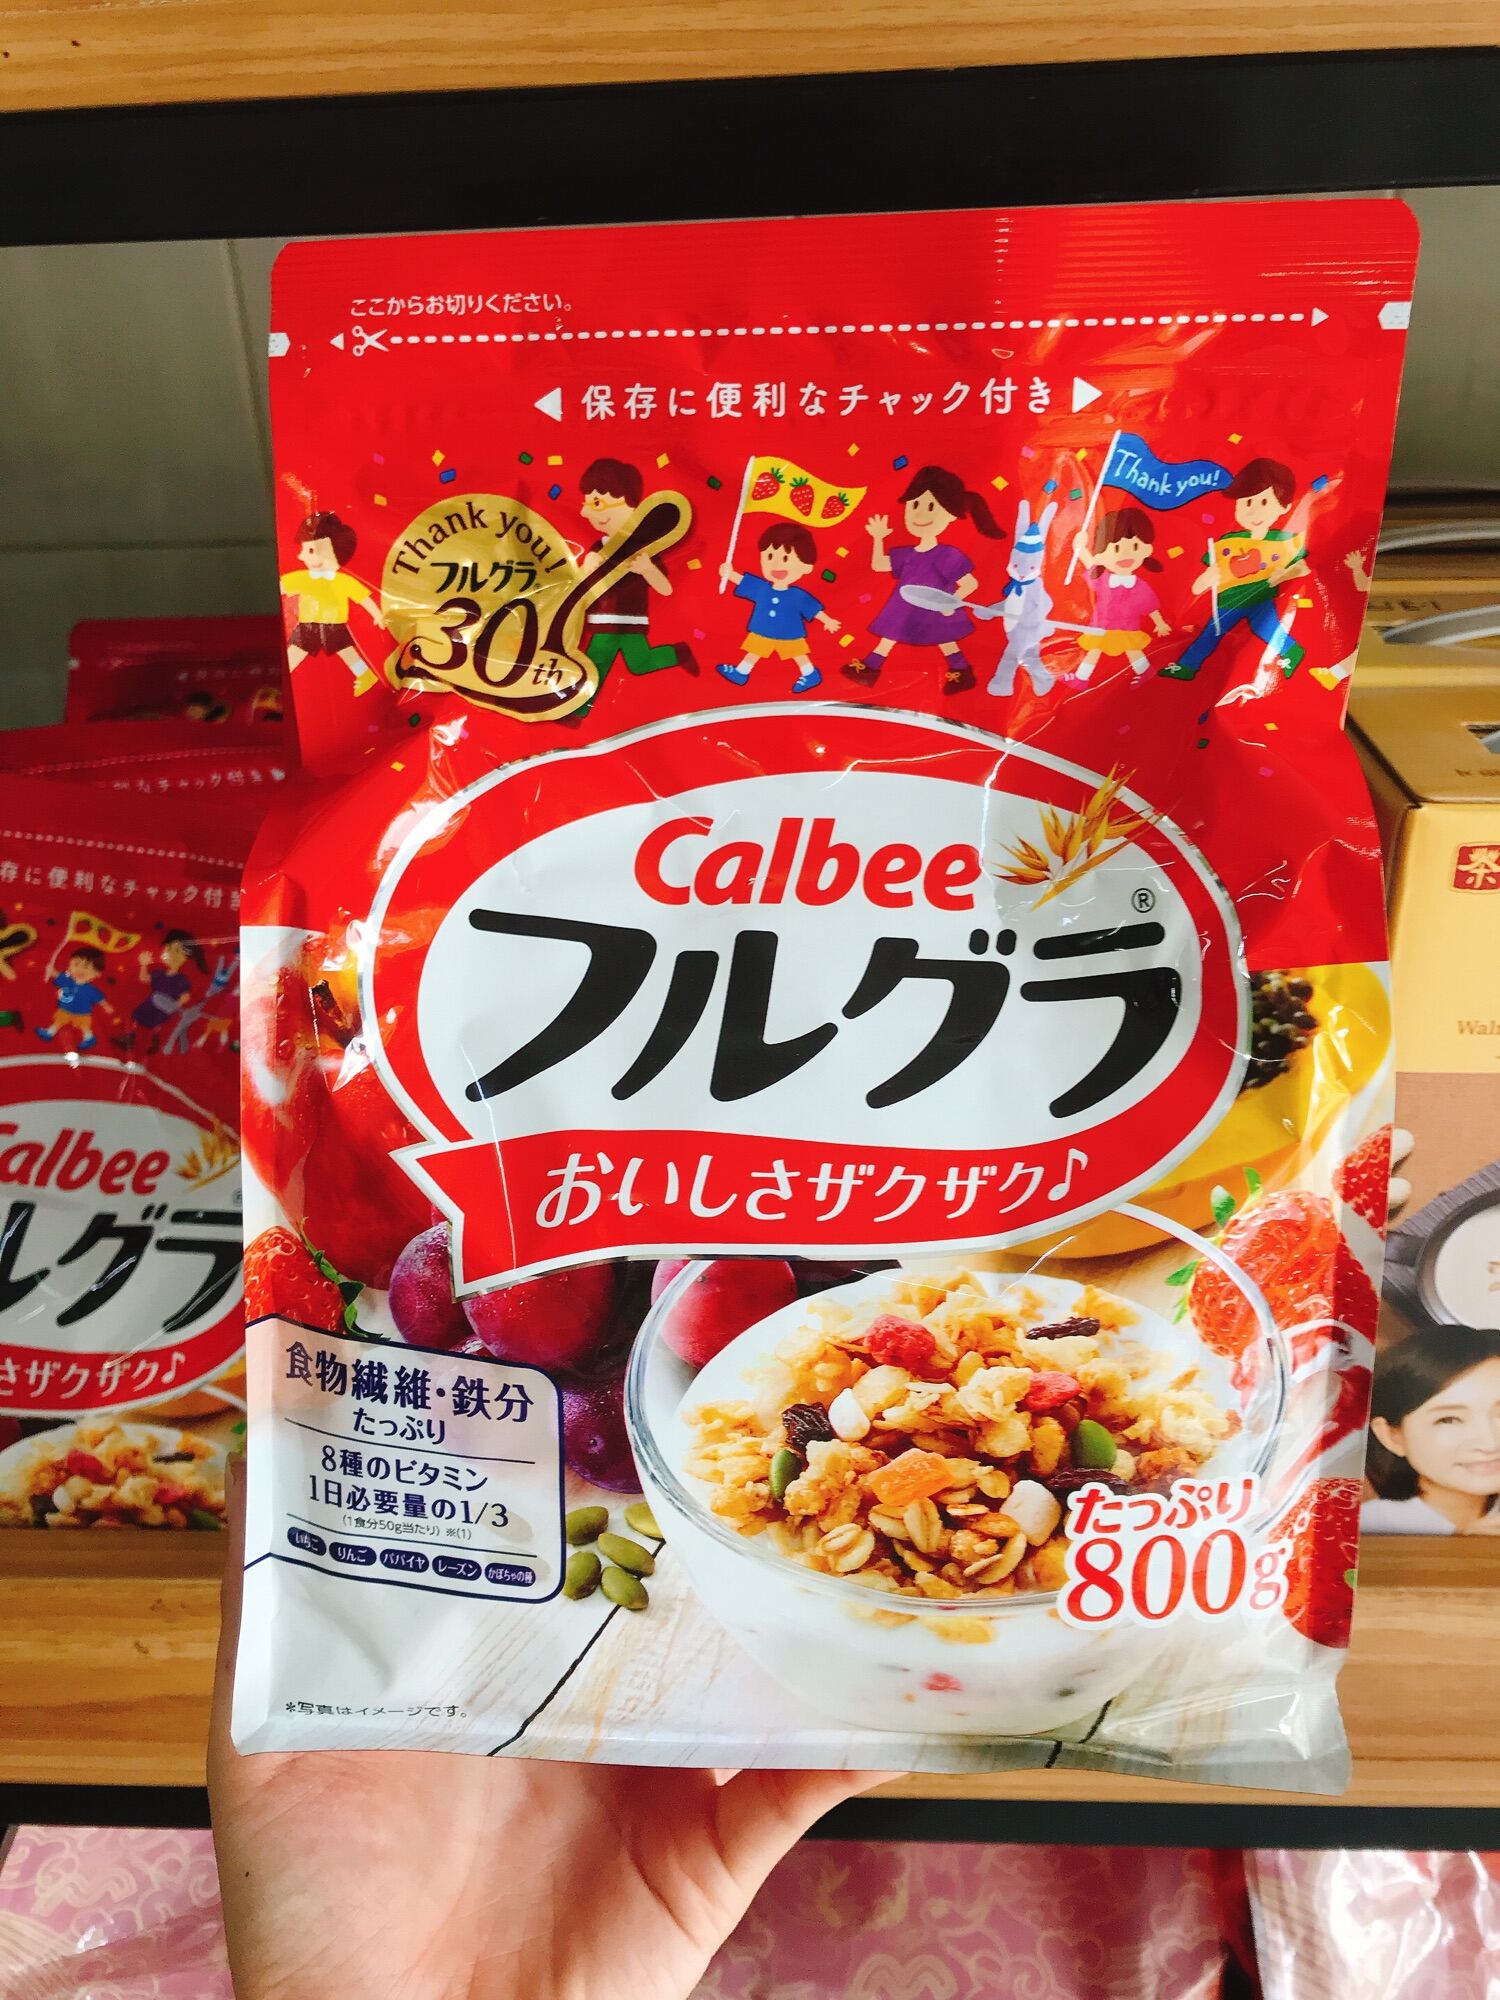 ここからお切りください。
保存に便利なチャック付き
Thank you!
フルグラ
30th
Thank you!
Calbee
フルグラ®
おいしさザクザク♪
食物繊維・鉄分
たっぷり
8種のビタミン
1日必要量の1/3
(1食分50g当たり) ※(1)
いちご りんご パパイヤ レーズン かぼちゃの種
たっぷり
800g
*写真はイメージです。
存に便利なチャック付き
albee
ルグラ
さザクザク♪
茶